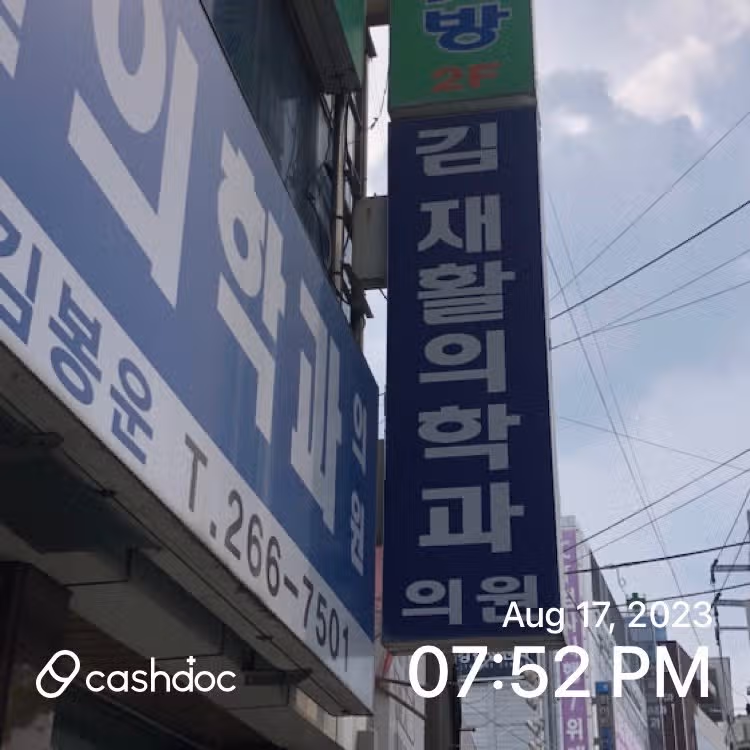 방
2F
김
재
활
의
학
과
의원
의학과
의원
김봉운
T.266-7501
Aug 17, 2023
07:52 PM
cashdoc